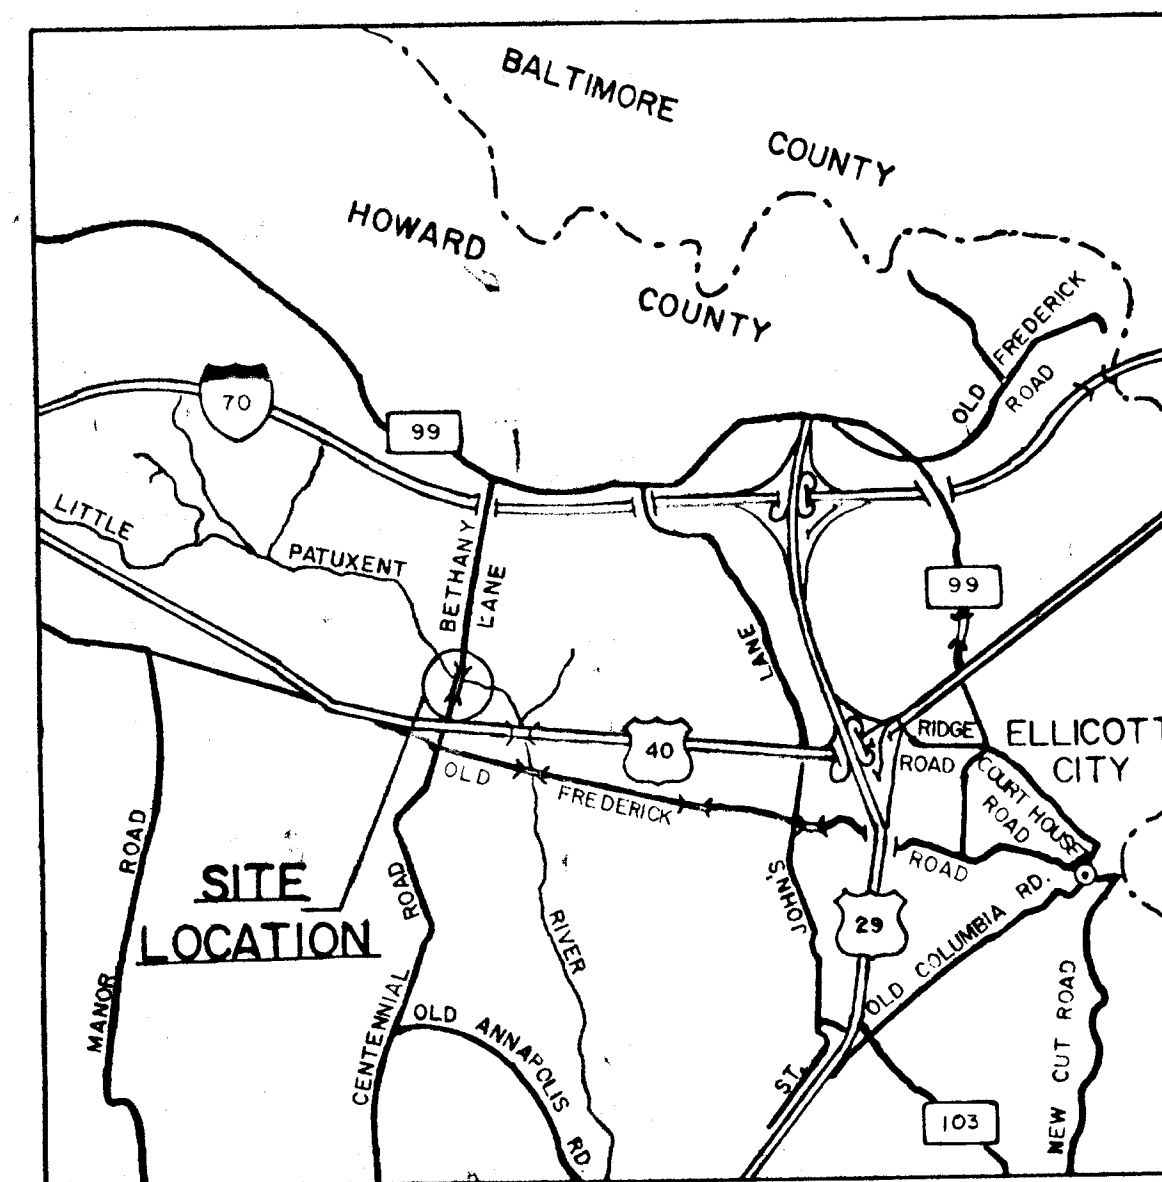 BALTIMORE
COUNTY
HOWARD
COUNTY
OLD FREDERICK
ROAD
70
99
LITTLE
PATUXENT
BETHANY
LANE
99
LANE
RIDGE
ROAD
ELLICOTT
CITY
40
OLD
FREDERICK
COURT HOUSE
ROAD
ROAD
ROAD
SITE
LOCATION
ROAD
JOHN'S
29
OLD COLUMBIA RD.
RIVER
MANOR
CENTENNIAL
OLD ANNAPOLIS RD.
ST.
NEW CUT ROAD
103